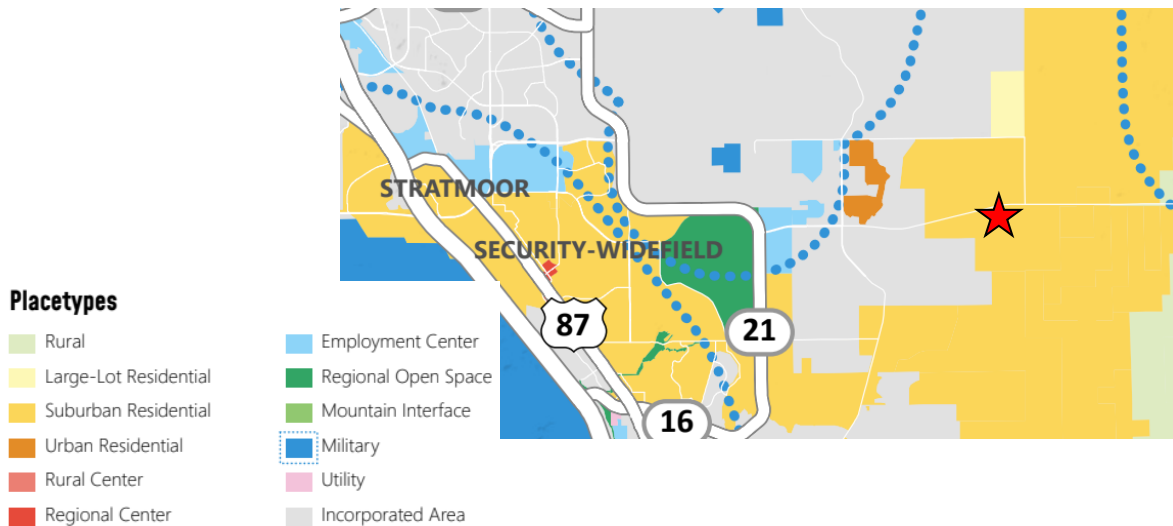 STRATMOOR
SECURITY-WIDEFIELD
87
21
16
Placetypes
Rural
Large-Lot Residential
Suburban Residential
Urban Residential
Rural Center
Regional Center
Employment Center
Regional Open Space
Mountain Interface
Military
Utility
Incorporated Area